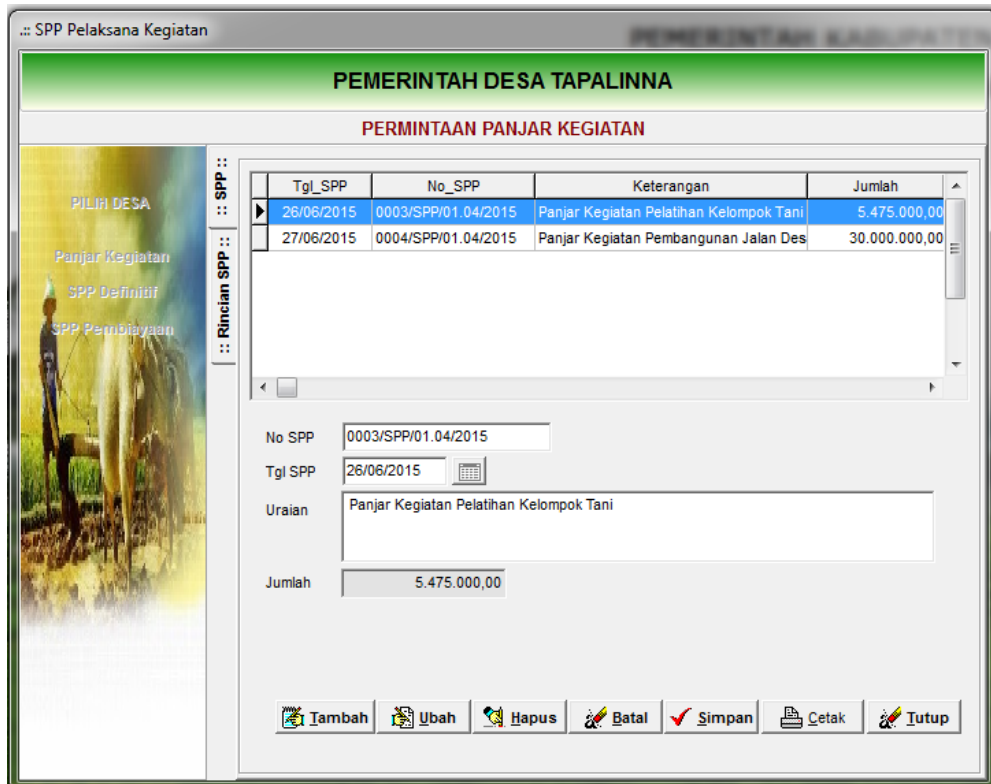 .:: SPP Pelaksana Kegiatan
PEMERINTAH KABUPATEN
PEMERINTAH DESA TAPALINNA
PERMINTAAN PANJAR KEGIATAN
PILIH DESA
Panjar Kegiatan
SPP Definitif
SPP Pembiayaan
:: SPP ::
:: Rincian SPP ::
Tgl_SPP No_SPP Keterangan Jumlah
26/06/2015 0003/SPP/01.04/2015 Panjar Kegiatan Pelatihan Kelompok Tani 5.475.000,00
27/06/2015 0004/SPP/01.04/2015 Panjar Kegiatan Pembangunan Jalan Des 30.000.000,00
No SPP 0003/SPP/01.04/2015
Tgl SPP 26/06/2015
Uraian Panjar Kegiatan Pelatihan Kelompok Tani
Jumlah 5.475.000,00
Tambah Ubah Hapus Batal Simpan Cetak Tutup